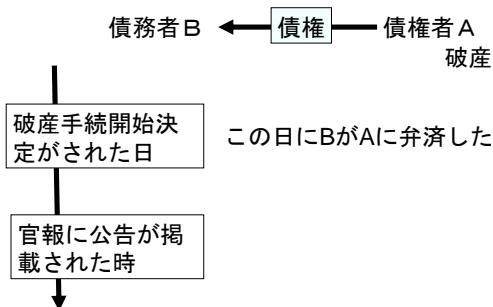 債務者B
債権
債権者A
破産
破産手続開始決
定がされた日
この日にBがAに弁済した
官報に公告が掲
載された時